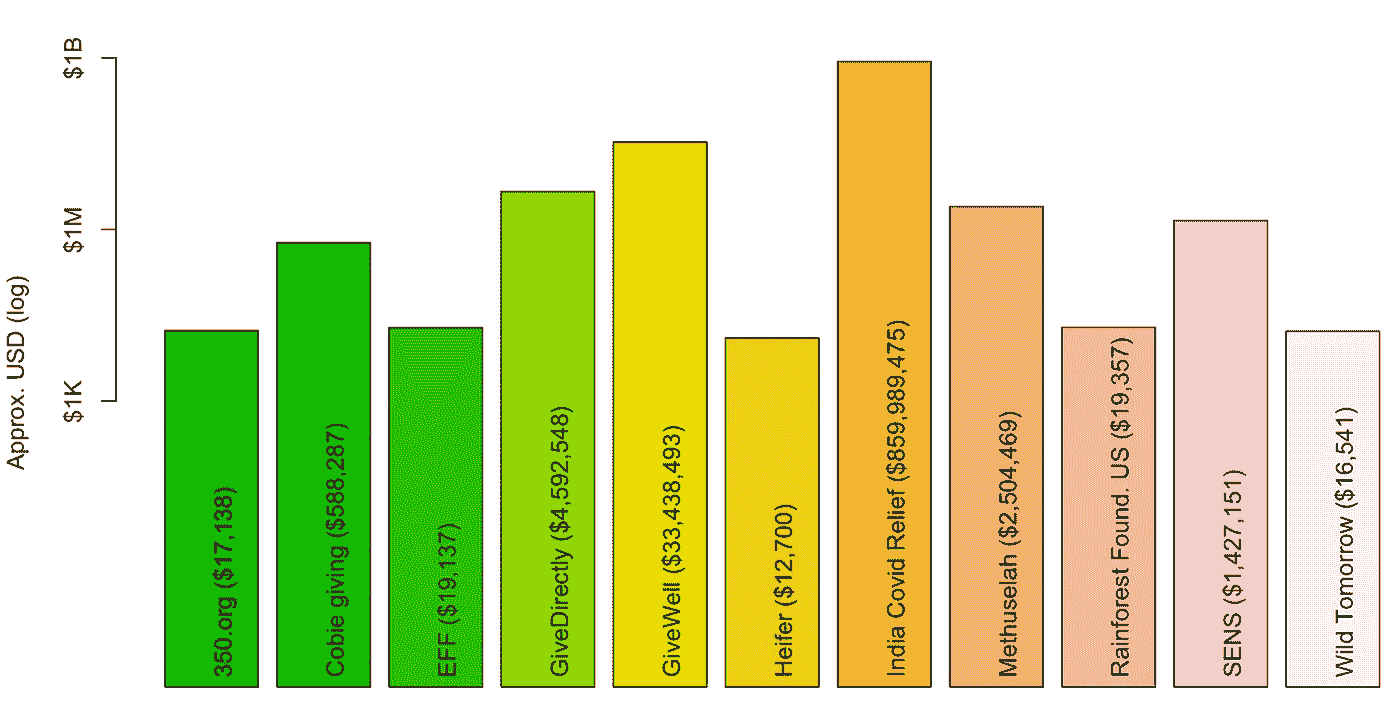 Approx. USD (log)
$1B
$1M
$1K
350.org ($17,138)
Cobie giving ($588,287)
EFF ($19,137)
GiveDirectly ($4,592,548)
GiveWell ($33,438,493)
Heifer ($12,700)
India Covid Relief ($859,989,475)
Methuselah ($2,504,469)
Rainforest Found. US ($19,357)
SENS ($1,427,151)
Wild Tomorrow ($16,541)